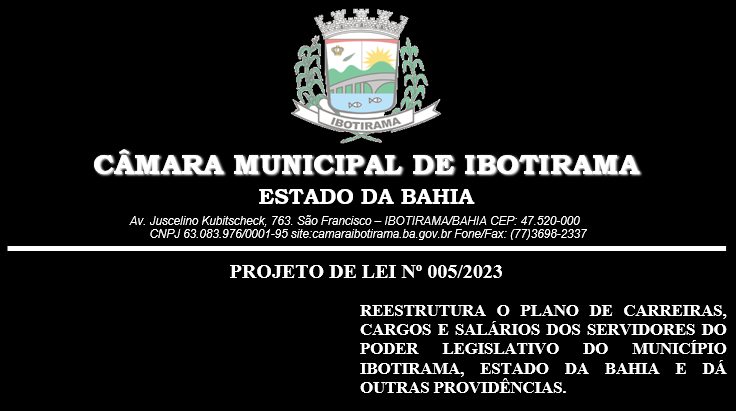 IBOTIRAMA
CÂMARA MUNICIPAL DE IBOTIRAMA
ESTADO DA BAHIA
Av. Juscelino Kubitscheck, 763. São Francisco – IBOTIRAMA/BAHIA CEP: 47.520-000
CNPJ 63.083.976/0001-95 site:camaraibotirama.ba.gov.br Fone/Fax: (77)3698-2337
PROJETO DE LEI Nº 005/2023
REESTRUTURA O PLANO DE CARREIRAS,
CARGOS E SALÁRIOS DOS SERVIDORES DO
PODER LEGISLATIVO DO MUNICÍPIO
IBOTIRAMA, ESTADO DA BAHIA E DÁ
OUTRAS PROVIDÊNCIAS.